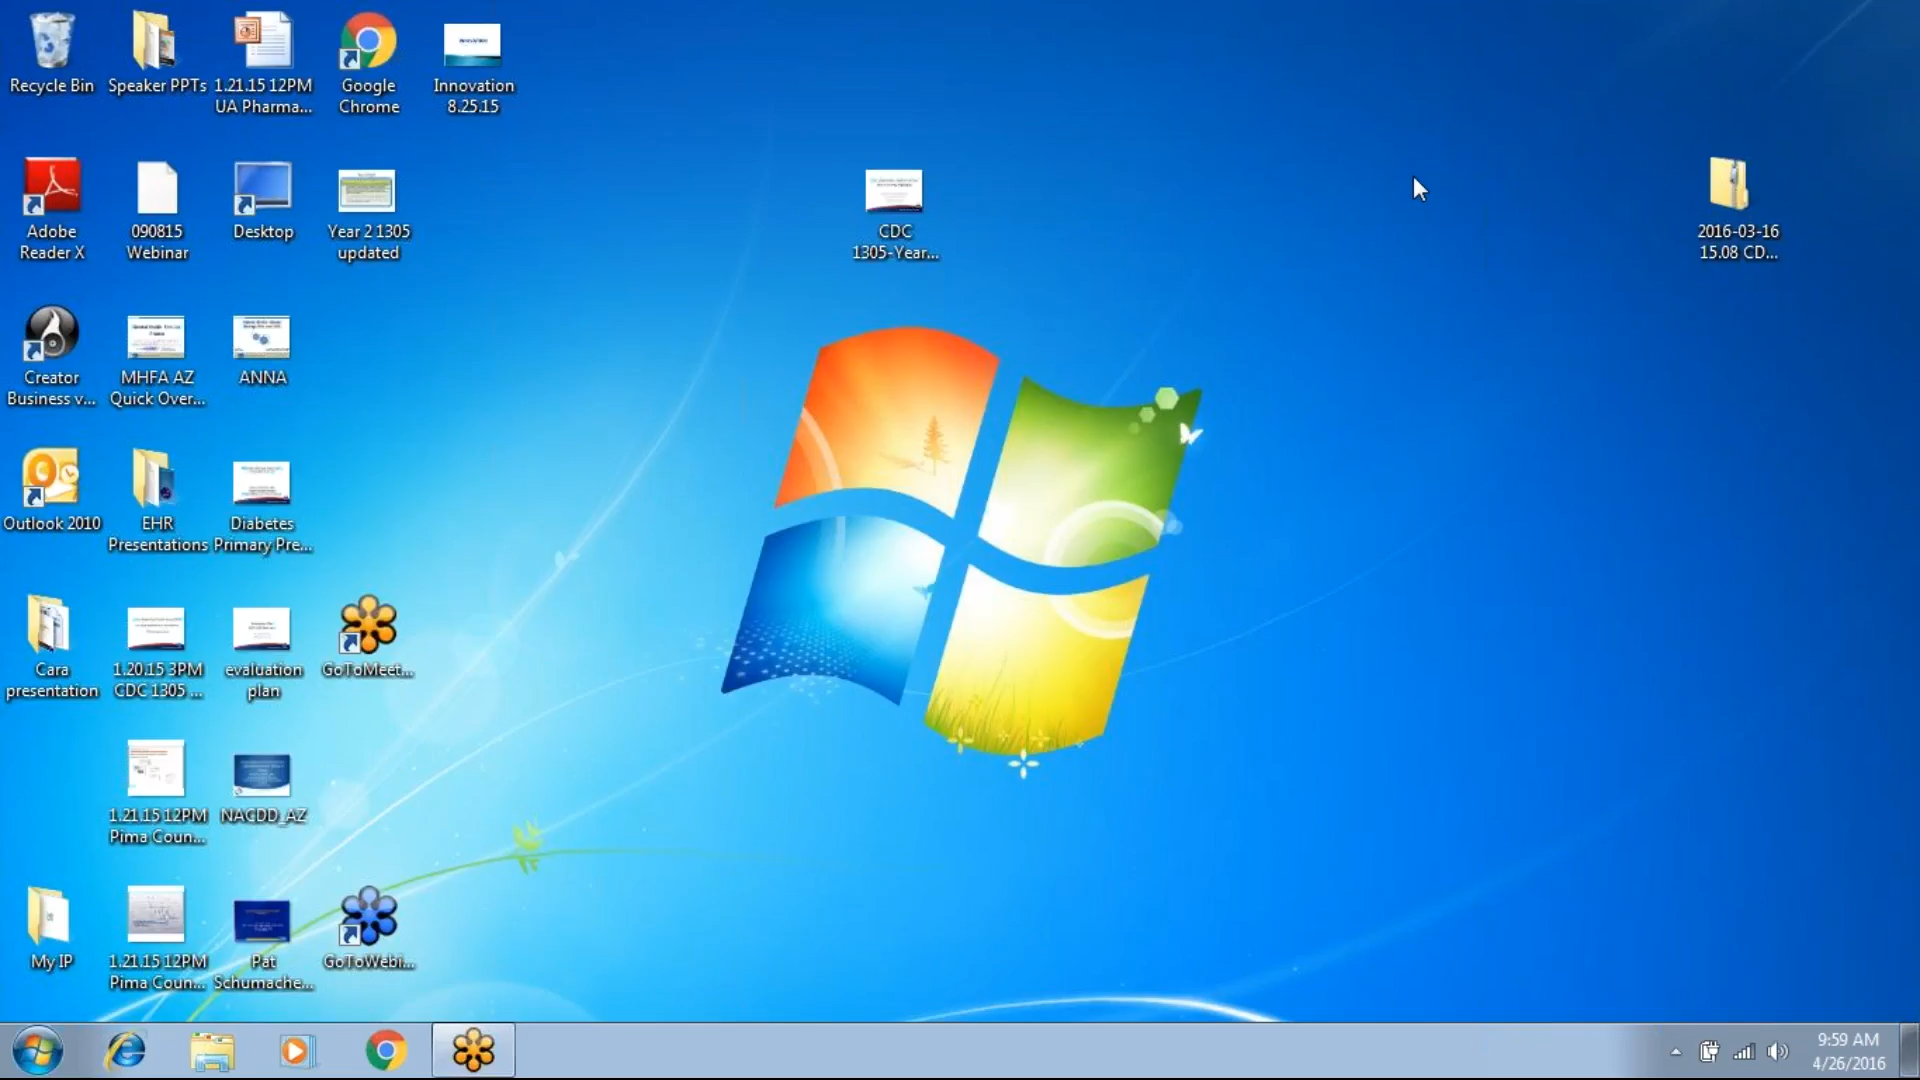 Recycle Bin
Speaker PPTs
1.21.15 12PM
UA Pharma...
Google
Chrome
Innovation
8.25.15
Adobe
Reader X
090815
Webinar
Desktop
Year 2 1305
updated
CDC
1305-Year...
2016-03-16
15.08 CD...
Creator
Business v...
MHFA AZ
Quick Over...
ANNA
Outlook 2010
EHR
Presentations
Diabetes
Primary Pre...
Cara
presentation
1.20.15 3PM
CDC 1305 ...
evaluation
plan
GoToMeet...
1.21.15 12PM
Pima Coun...
NACDD_AZ
My IP
1.21.15 12PM
Pima Coun...
Pat
Schumache...
GoToWebi...
9:59 AM
4/26/2016